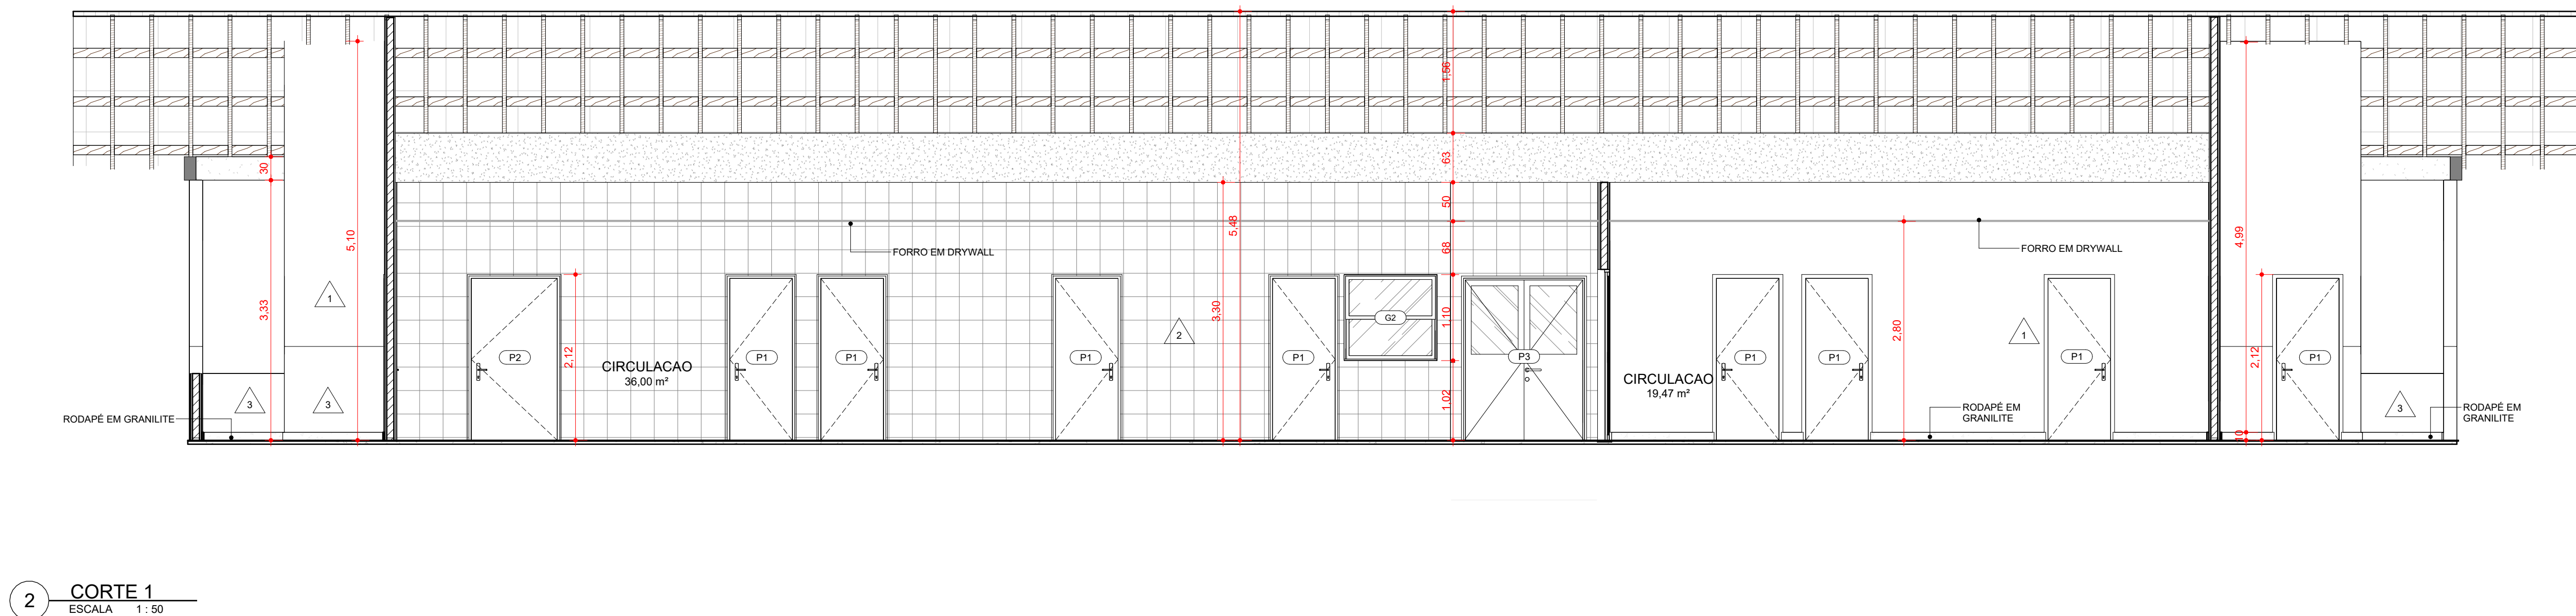 1,56
30
63
50
5,48
5,10
4,99
FORRO EM DRYWALL
FORRO EM DRYWALL
68
1
3,33
3,30
1,10
G2
2
1
2,80
2,12
P2
CIRCULACAO
36,00 m²
P1
P1
P1
P1
P3
CIRCULACAO
19,47 m²
P1
P1
P1
2,12
P1
3
3
1,02
3
RODAPÉ EM GRANILITE
RODAPÉ EM
GRANILITE
10
RODAPÉ EM
GRANILITE
2
CORTE 1
ESCALA 1 : 50